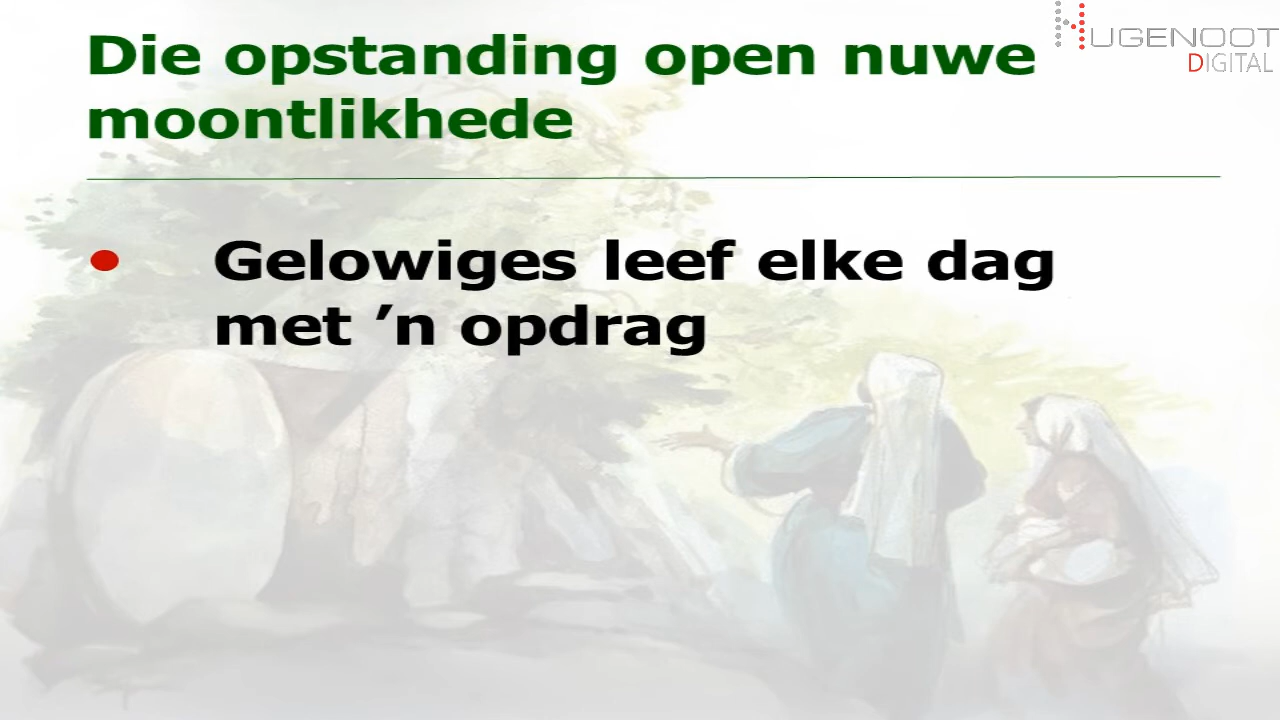 Die opstanding open nuwe
moontlikhede
HUGENOOT
DIGITAL
Gelowiges leef elke dag
met ’n opdrag